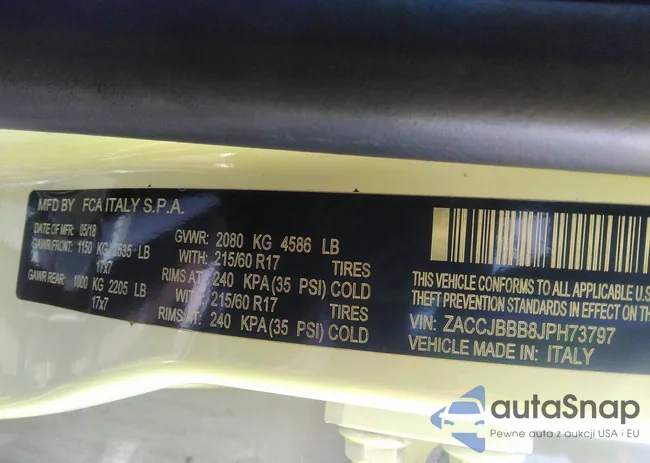 MFD BY FCA ITALY S.P.A.
DATE OF MFR 05/18
GAWR FRONT: 1150 KG 2535 LB
17x7
GAWR REAR: 1000 KG 2205 LB
17x7
GVWR: 2080 KG 4586 LB
WITH: 215/60 R17 TIRES
RIMS AT: 240 KPA (35 PSI) COLD
WITH: 215/60 R17 TIRES
RIMS AT: 240 KPA (35 PSI) COLD
THIS VEHICLE CONFORMS TO ALL APPLICABLE U.S.
THEFT PREVENTION STANDARDS IN EFFECT
VIN: ZACCJBBB8JPH73797
VEHICLE MADE IN: ITALY
autaSnap
Pewne auta z aukcji USA i EU